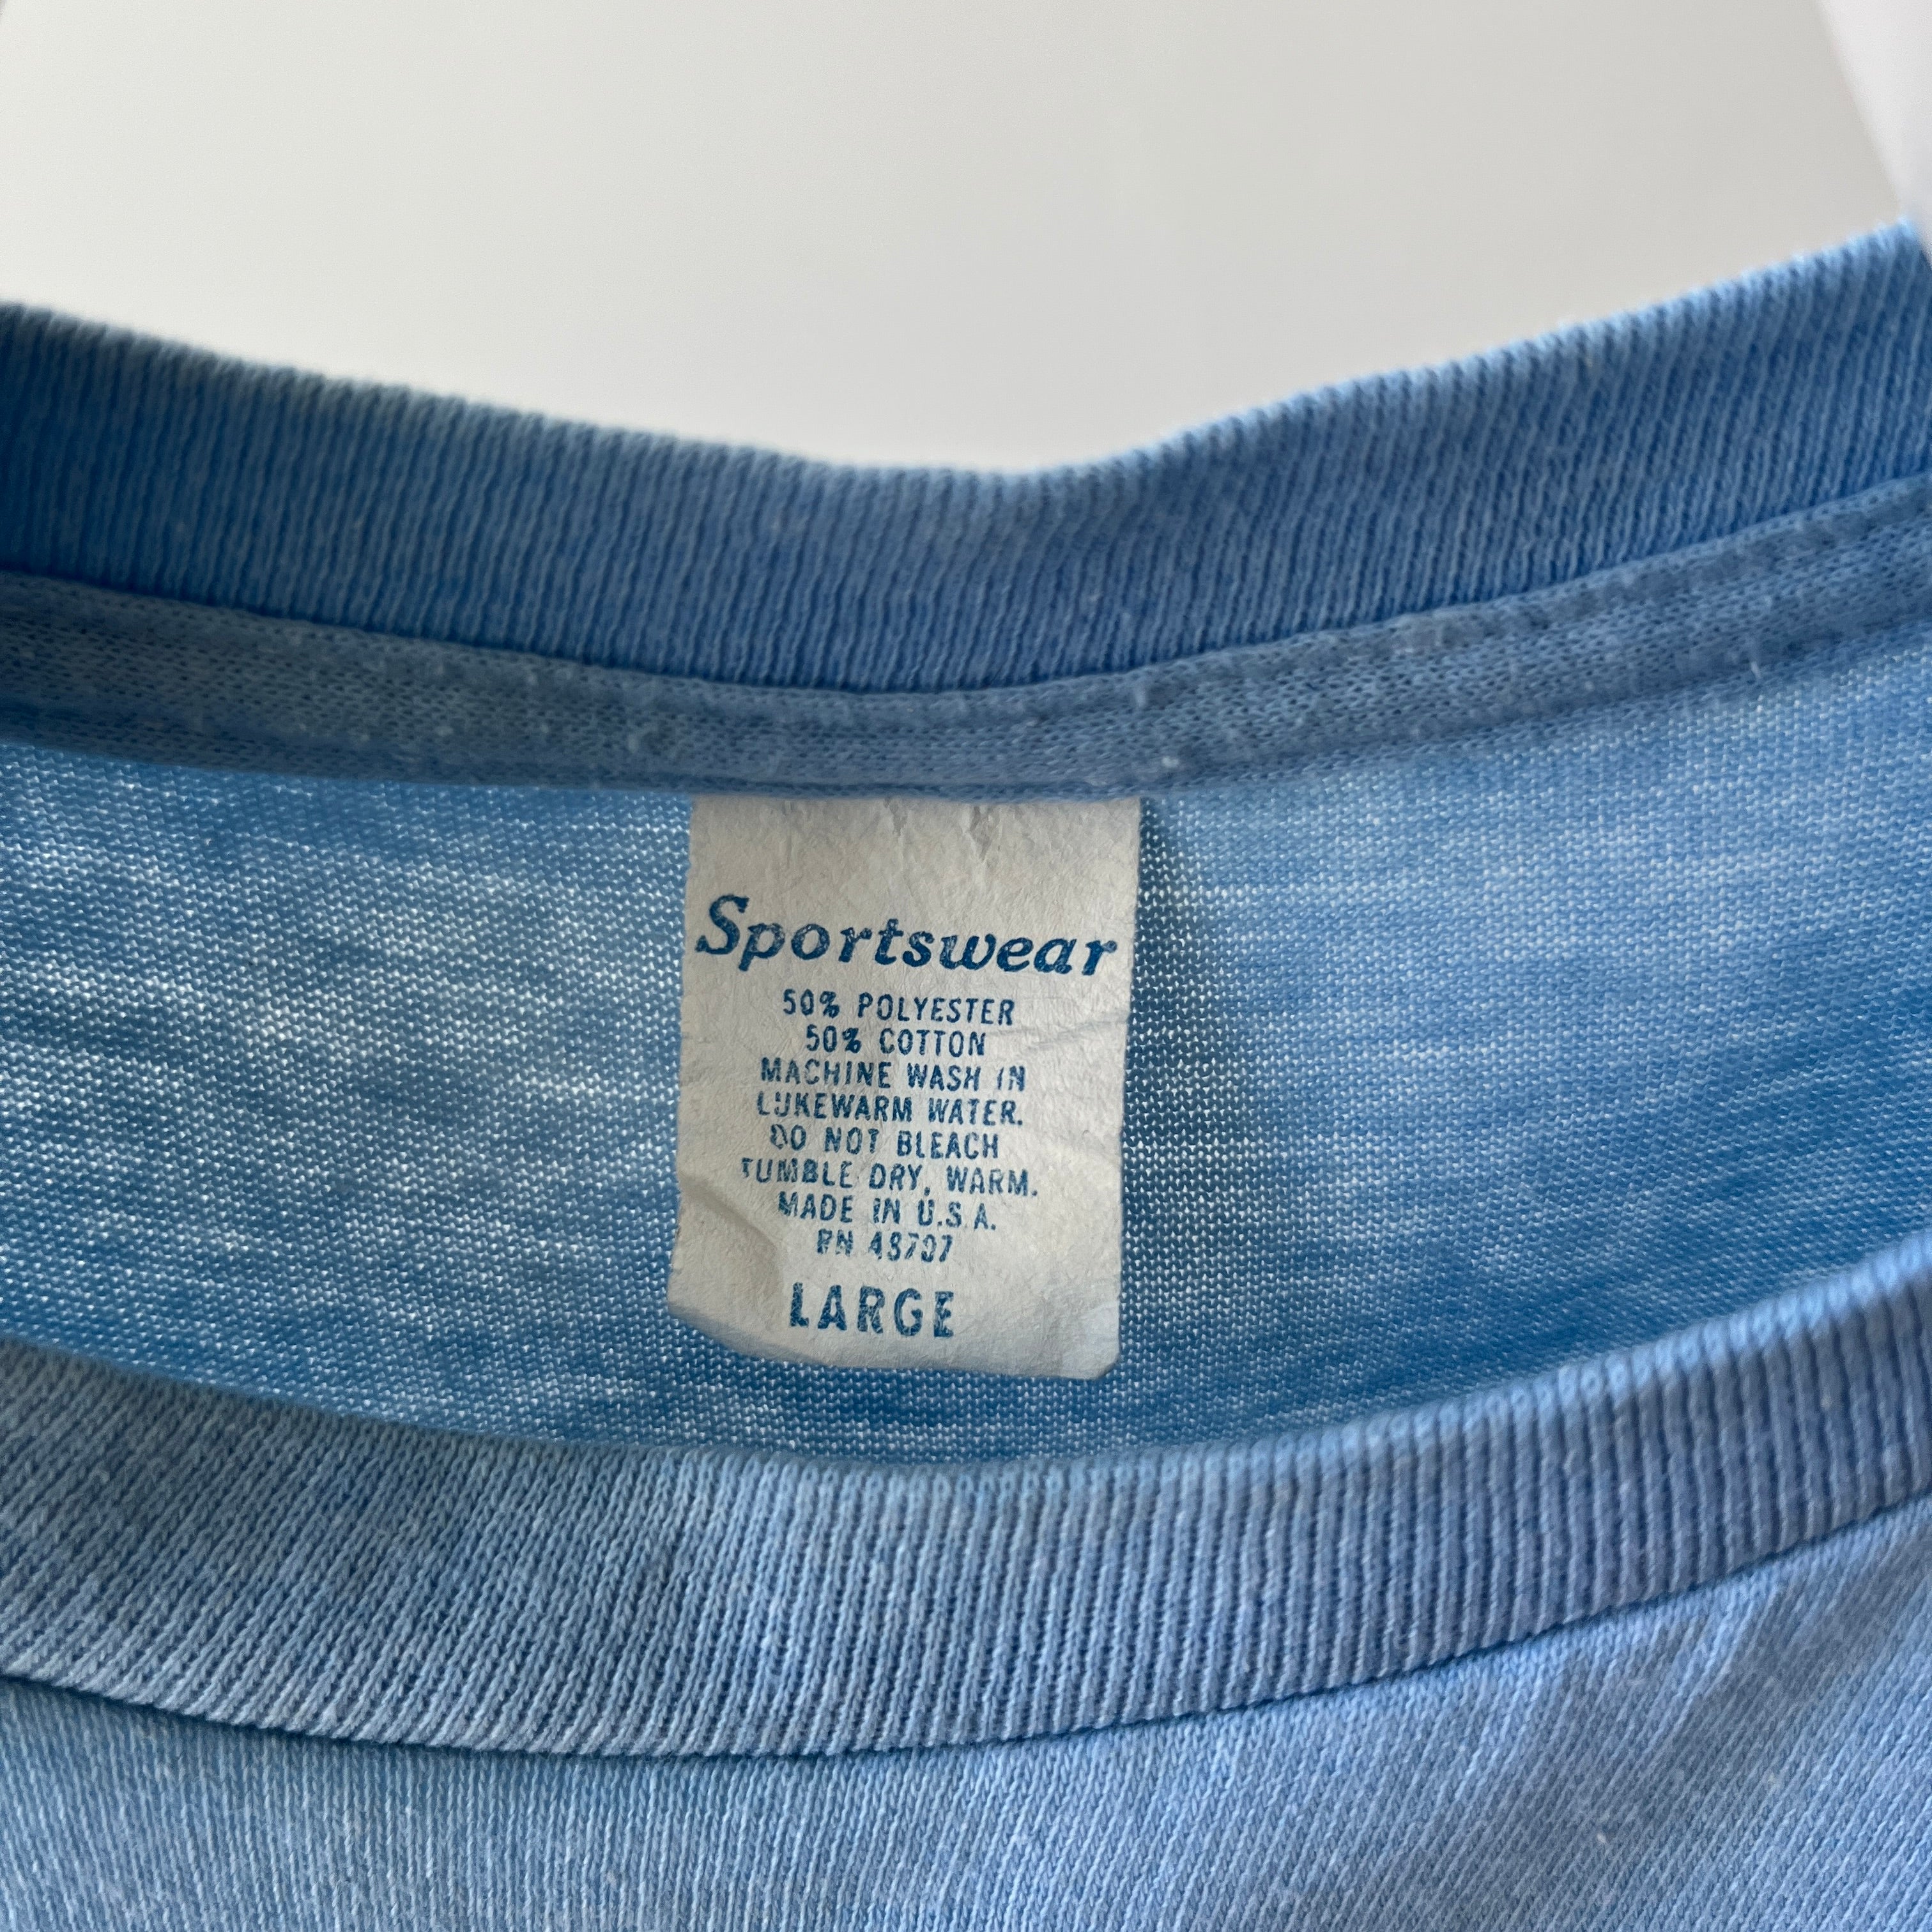 Sportswear
50% POLYESTER
50% COTTON
MACHINE WASH IN
LUKEWARM WATER.
DO NOT BLEACH
TUMBLE DRY, WARM.
MADE IN U.S.A.
RN
LARGE